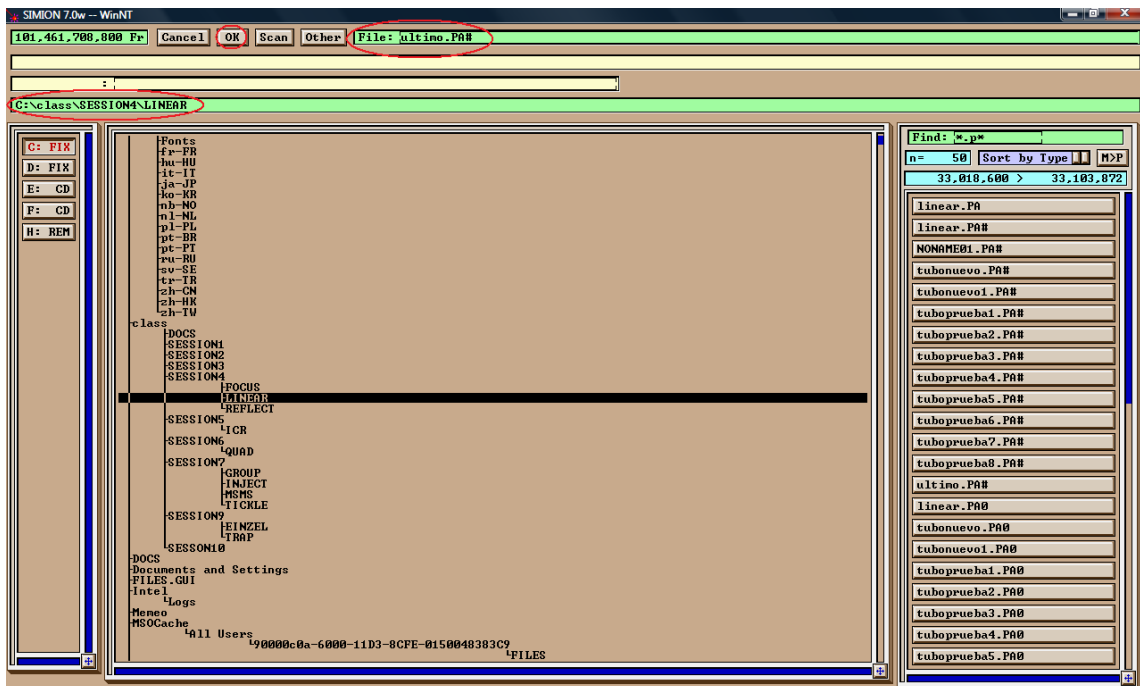 SIMION 7.0w -- WinNT
101,461,708,800 Fr Cancel OK Scan Other File: ultimo.PA#
:
C:\class\SESSION4\LINEAR
C: FIX
D: FIX
E: CD
F: CD
H: REM
Fonts
fr-FR
hu-HU
it-IT
ja-JP
ko-KR
nb-NO
nl-NL
pl-PL
pt-BR
pt-PT
ru-RU
sv-SE
tr-TR
zh-CN
zh-HK
zh-TW
class
DOCS
SESSION1
SESSION2
SESSION3
SESSION4
FOCUS
LINEAR
REFLECT
SESSION5
ICR
SESSION6
QUAD
SESSION7
GROUP
INJECT
MSMS
TICKLE
SESSION9
EINZEL
TRAP
SESSON10
DOCS
Documents and Settings
FILES.GUI
Intel
Logs
Memeo
MSOCache
All Users
90000c0a-6000-11D3-8CFE-0150048383C9
FILES
Find: *.p*
n= 50 Sort by Type M>P
33,018,600 > 33,103,872
linear.PA
linear.PA#
NONAME01.PA#
tubonuevo.PA#
tubonuevo1.PA#
tuboprueba1.PA#
tuboprueba2.PA#
tuboprueba3.PA#
tuboprueba4.PA#
tuboprueba5.PA#
tuboprueba6.PA#
tuboprueba7.PA#
tuboprueba8.PA#
ultimo.PA#
linear.PA0
tubonuevo.PA0
tubonuevo1.PA0
tuboprueba1.PA0
tuboprueba2.PA0
tuboprueba3.PA0
tuboprueba4.PA0
tuboprueba5.PA0